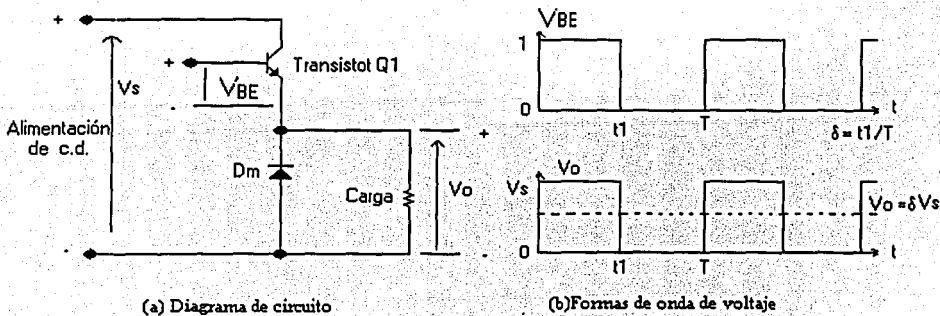 +
Vs
Alimentación
de c.d.
-
+
VBE
-
Transistot Q1
Dm
Carga
+
Vo
-
(a) Diagrama de circuito
VBE
1
0
t1
T
t
δ = t1/T
Vs
Vo
Vo = δVs
0
t1
T
t
(b)Formas de onda de voltaje